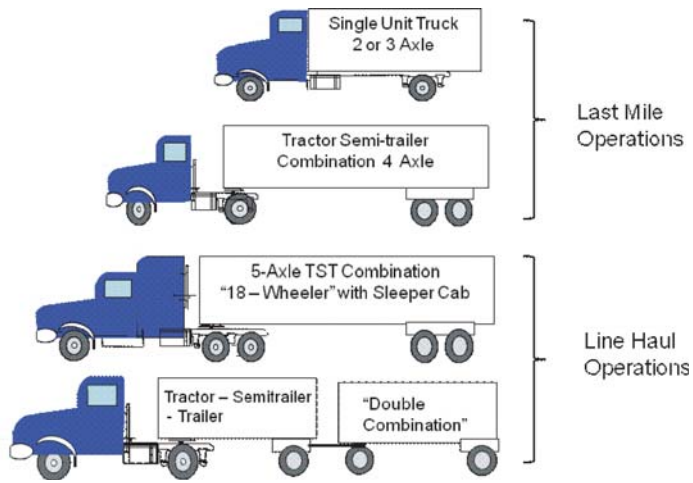 Single Unit Truck
2 or 3 Axle
Last Mile
Operations
Tractor Semi-trailer
Combination 4 Axle
5-Axle TST Combination
“18 – Wheeler” with Sleeper Cab
Line Haul
Operations
Tractor – Semitrailer
- Trailer
“Double
Combination”